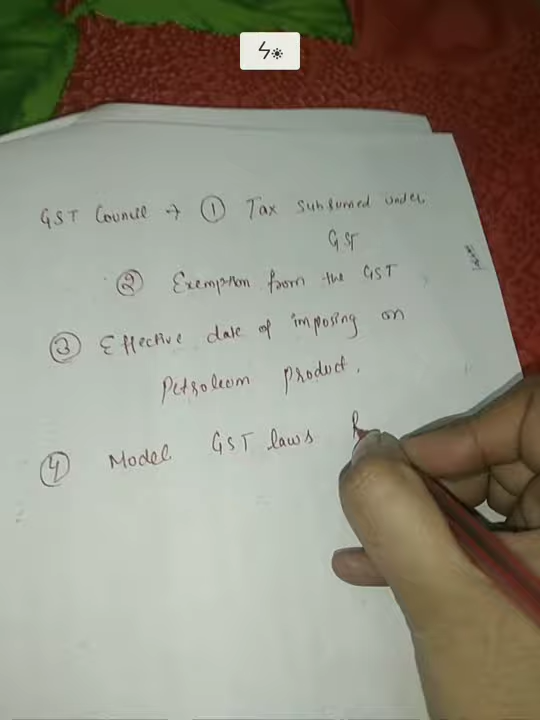 GST Council → ① Tax subsumed under
GST
② Exemption from the GST
③ Effective date of imposing on
Petroleum product.
④ Model GST laws